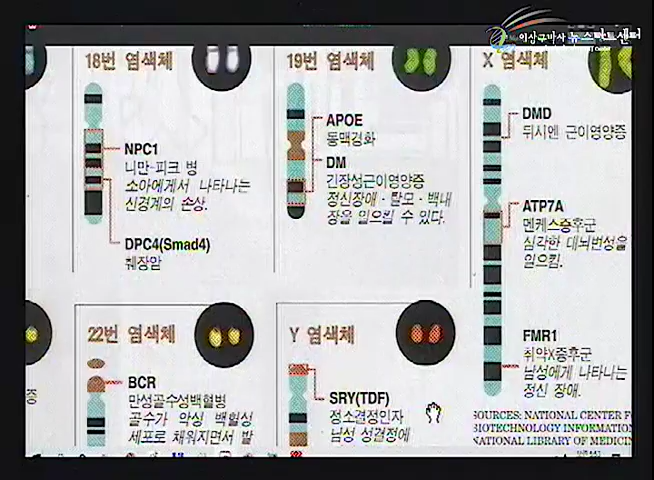 이상구박사 뉴스타트센터
18번 염색체
NPC1
니만-피크 병
소아에게서 나타나는
신경계의 손상.
DPC4(Smad4)
췌장암
19번 염색체
APOE
동맥경화
DM
긴장성근이영양증
정신장애·탈모·백내
장을 일으킬 수 있다.
X 염색체
DMD
뒤시엔 근이영양증
ATP7A
멘케스증후군
심각한 대뇌변성을
일으킴.
FMR1
취약X증후군
남성에게 나타나는
정신 장애.
22번 염색체
BCR
만성골수성백혈병
골수가 악성 백혈성
세포로 채워지면서 발
Y 염색체
SRY(TDF)
정소결정인자
남성 성결정에
증
SOURCES: NATIONAL CENTER F
BIOTECHNOLOGY INFORMATION
NATIONAL LIBRARY OF MEDICIN